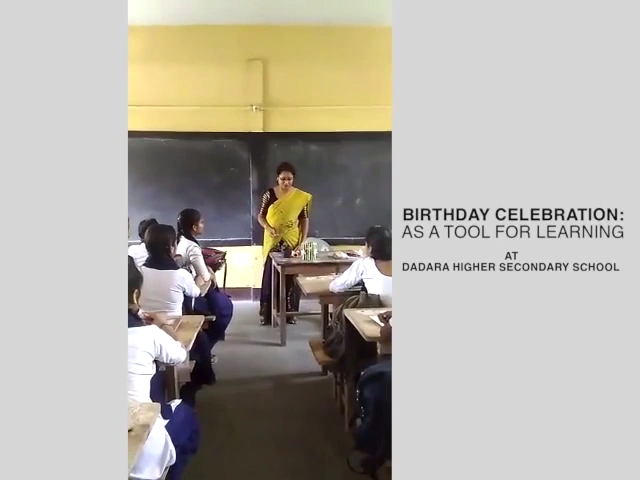 BIRTHDAY CELEBRATION:
AS A TOOL FOR LEARNING
AT
DADARA HIGHER SECONDARY SCHOOL